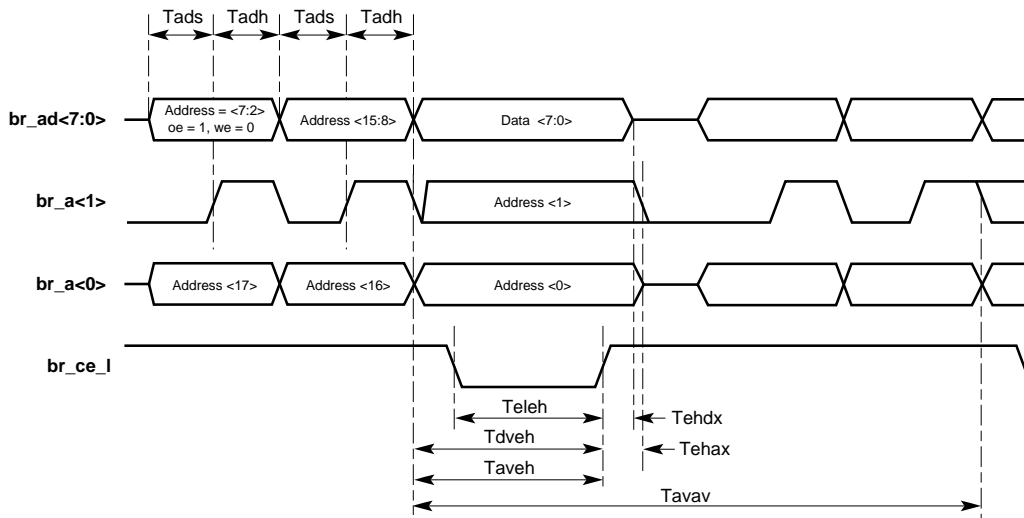 Tads Tadh Tads Tadh
br_ad<7:0>
Address = <7:2>
oe = 1, we = 0
Address <15:8>
Data <7:0>
br_a<1>
Address <1>
br_a<0>
Address <17>
Address <16>
Address <0>
br_ce_l
Teleh
Tehdx
Tdveh
Tehax
Taveh
Tavav